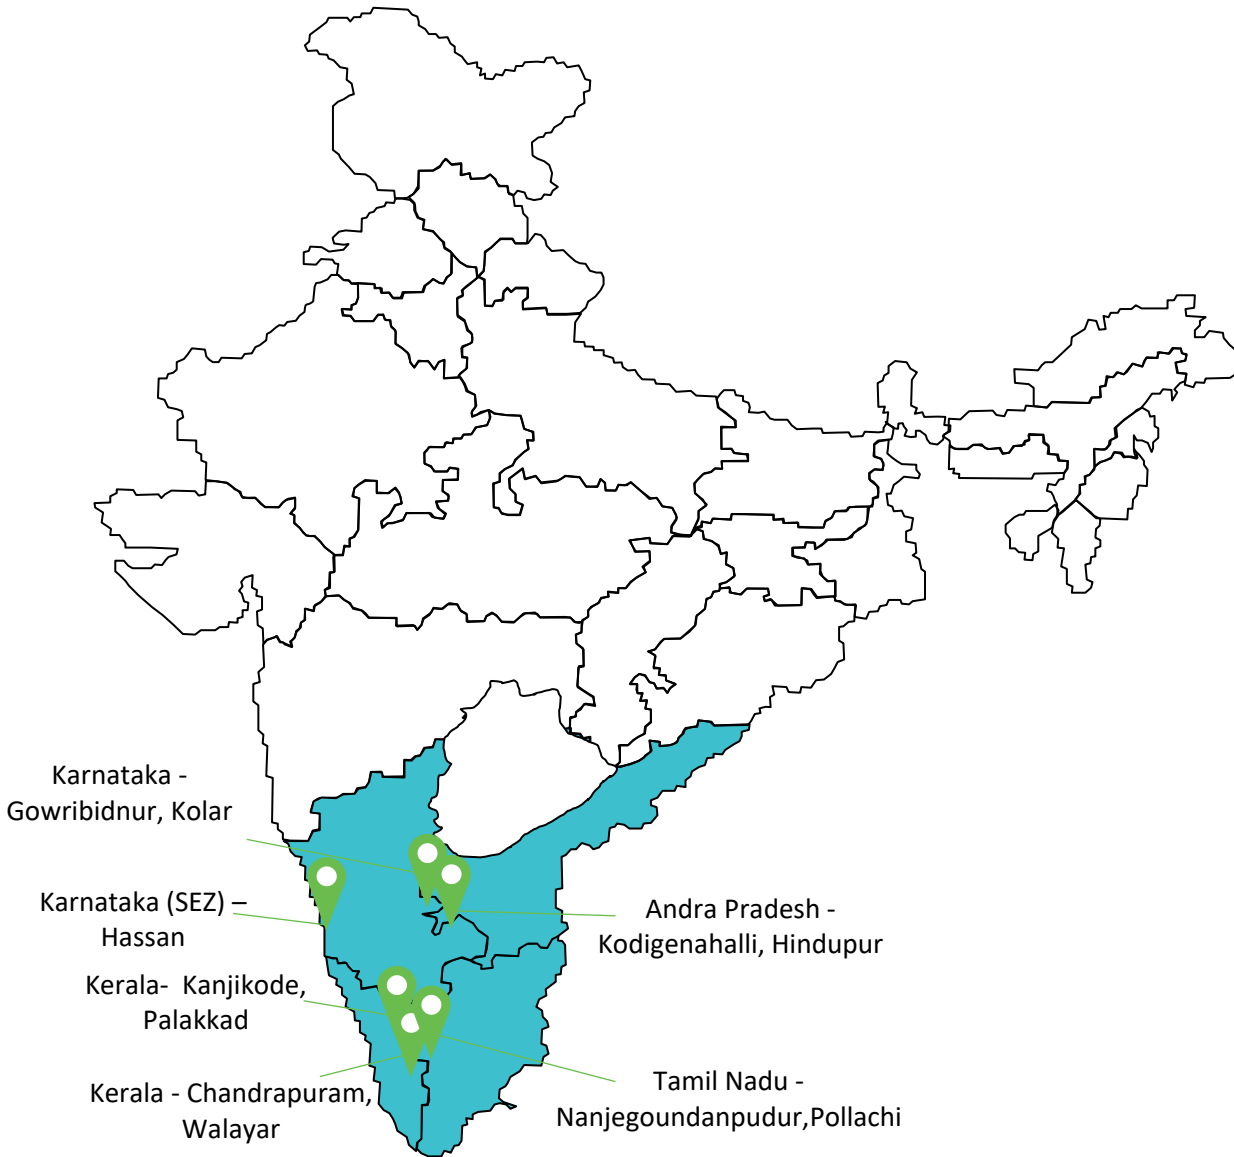 Karnataka -
Gowribidnur, Kolar
Karnataka (SEZ) –
Hassan
Kerala-  Kanjikode,
Palakkad
Kerala - Chandrapuram,
Walayar
Andra Pradesh -
Kodigenahalli, Hindupur
Tamil Nadu -
Nanjegoundanpudur,Pollachi